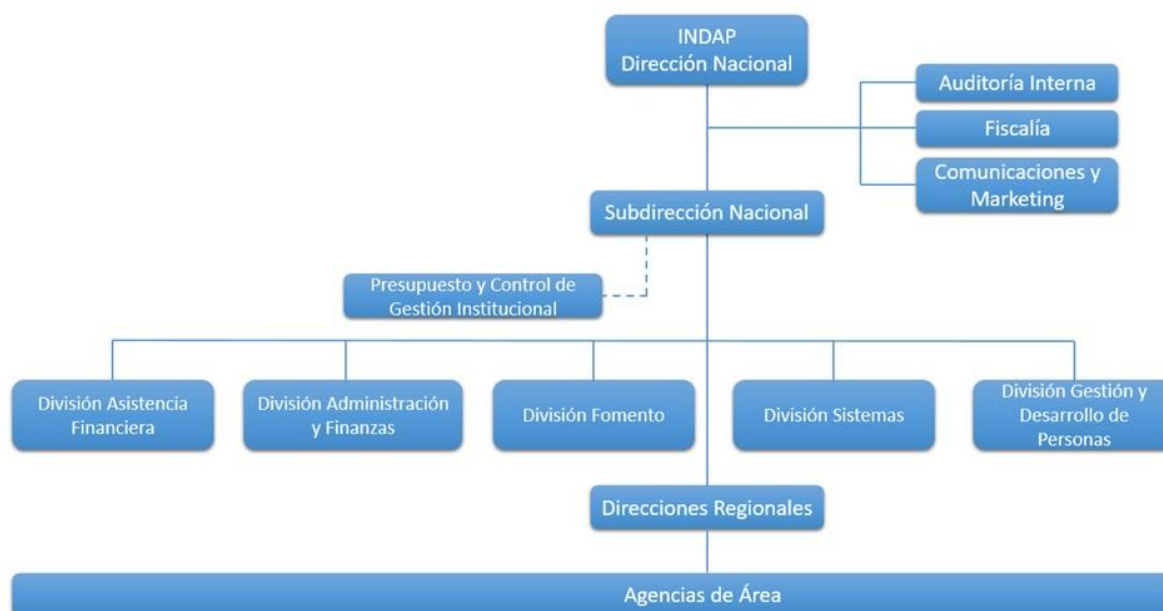 INDAP
Dirección Nacional
Auditoría Interna
Fiscalía
Comunicaciones y
Marketing
Subdirección Nacional
Presupuesto y Control de
Gestión Institucional
División Asistencia
Financiera
División Administración
y Finanzas
División Fomento
División Sistemas
División Gestión y
Desarrollo de
Personas
Direcciones Regionales
Agencias de Área